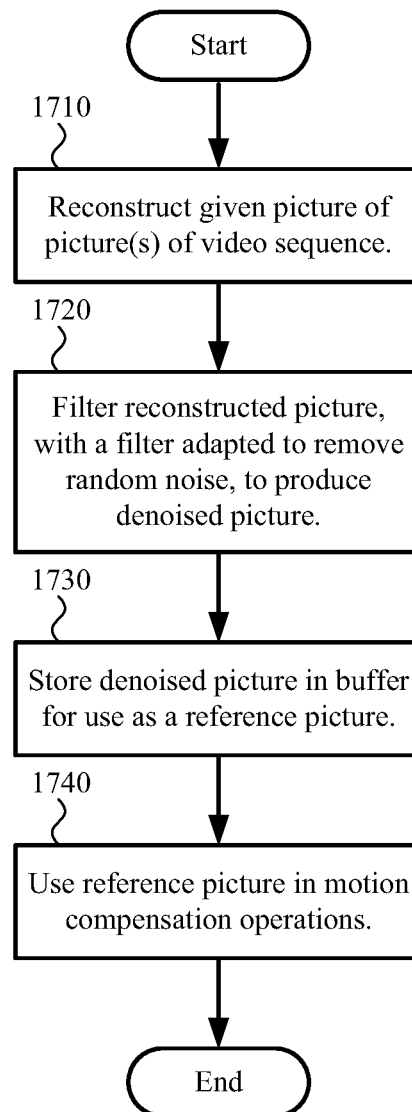 Start
1710
Reconstruct given picture of
picture(s) of video sequence.
1720
Filter reconstructed picture,
with a filter adapted to remove
random noise, to produce
denoised picture.
1730
Store denoised picture in buffer
for use as a reference picture.
1740
Use reference picture in motion
compensation operations.
End